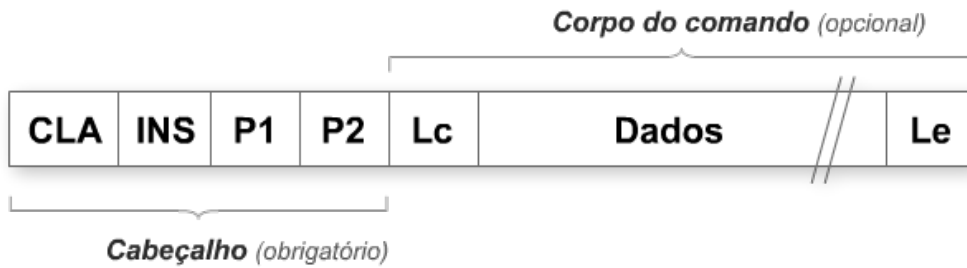 Corpo do comando (opcional)
CLA INS P1 P2 Lc Dados Le
Cabeçalho (obrigatório)